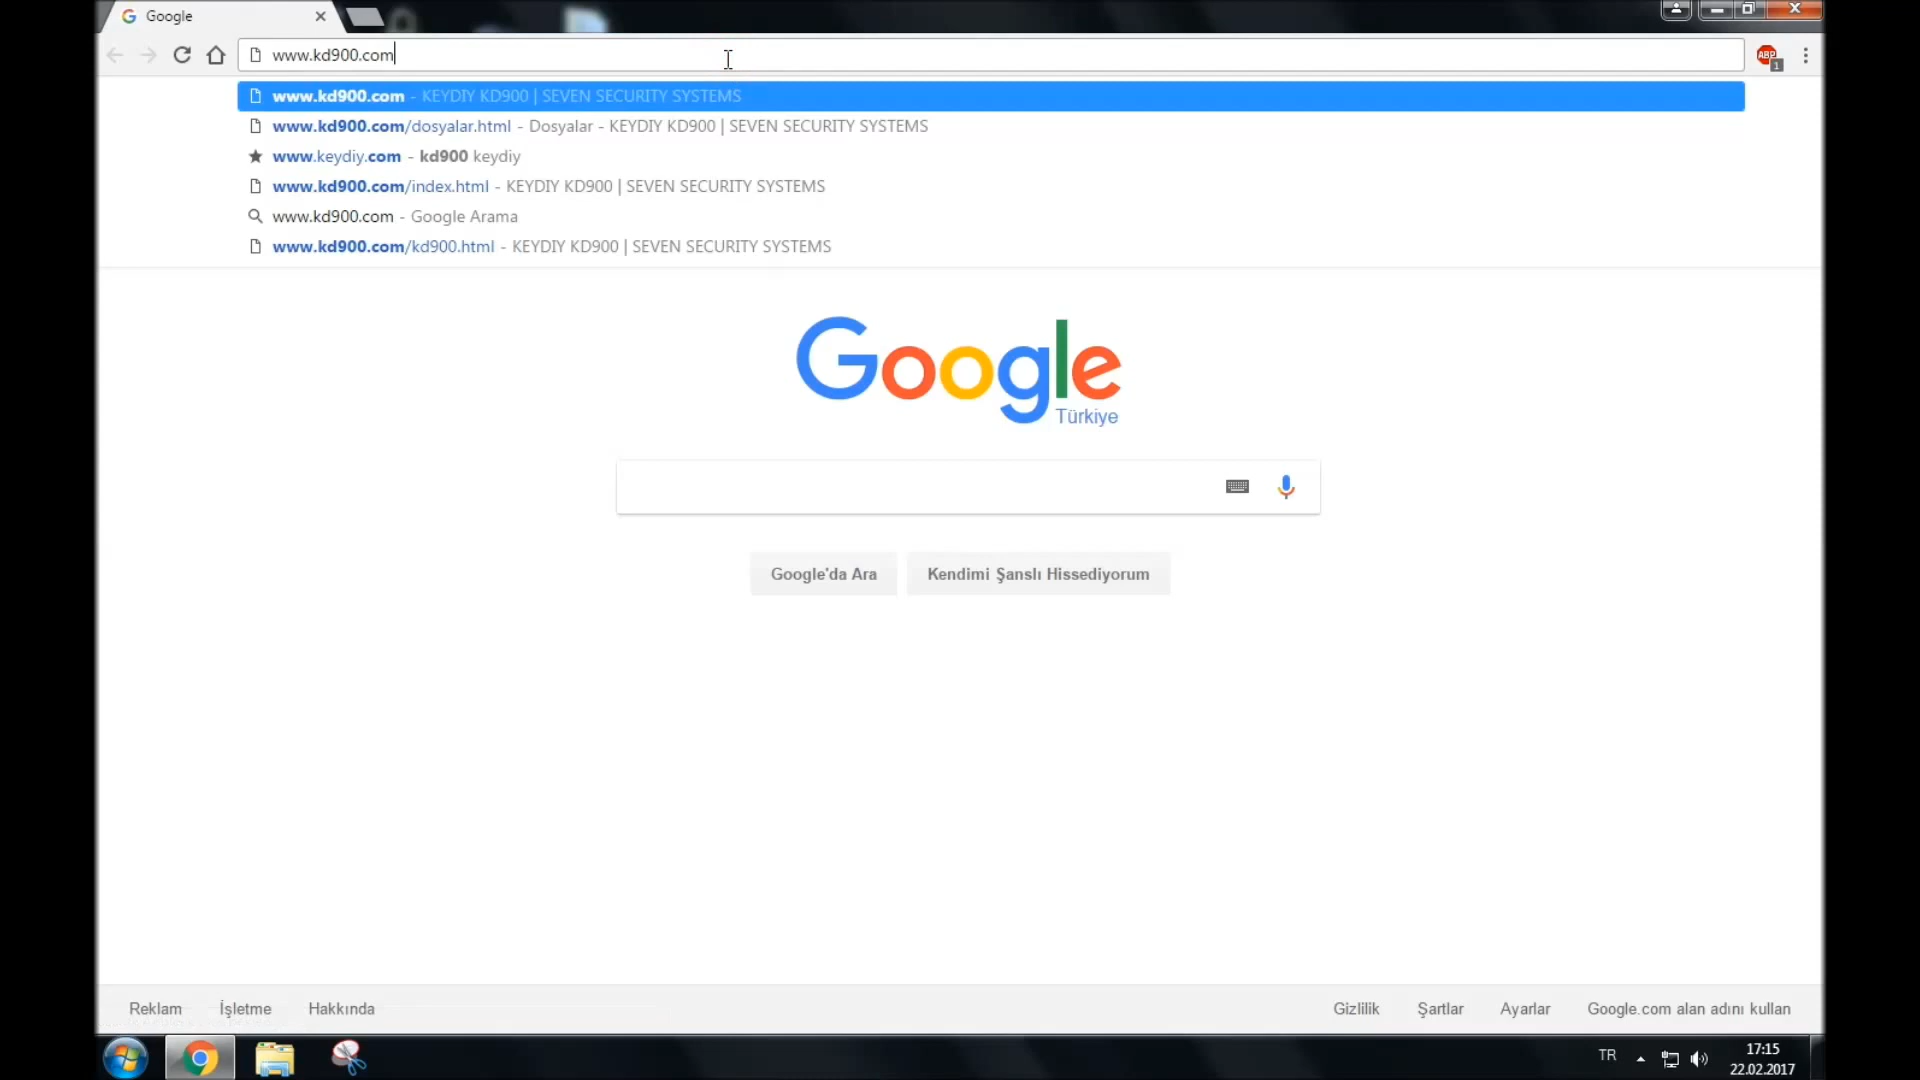 Google
www.kd900.com
ABP
1
www.kd900.com - KEYDIY KD900 | SEVEN SECURITY SYSTEMS
www.kd900.com/dosyalar.html - Dosyalar - KEYDIY KD900 | SEVEN SECURITY SYSTEMS
www.keydiy.com - kd900 keydiy
www.kd900.com/index.html - KEYDIY KD900 | SEVEN SECURITY SYSTEMS
www.kd900.com - Google Arama
www.kd900.com/kd900.html - KEYDIY KD900 | SEVEN SECURITY SYSTEMS
Google
Türkiye
Google'da Ara Kendimi Şanslı Hissediyorum
Reklam İşletme Hakkında Gizlilik Şartlar Ayarlar Google.com alan adını kullan
TR 17:15
22.02.2017